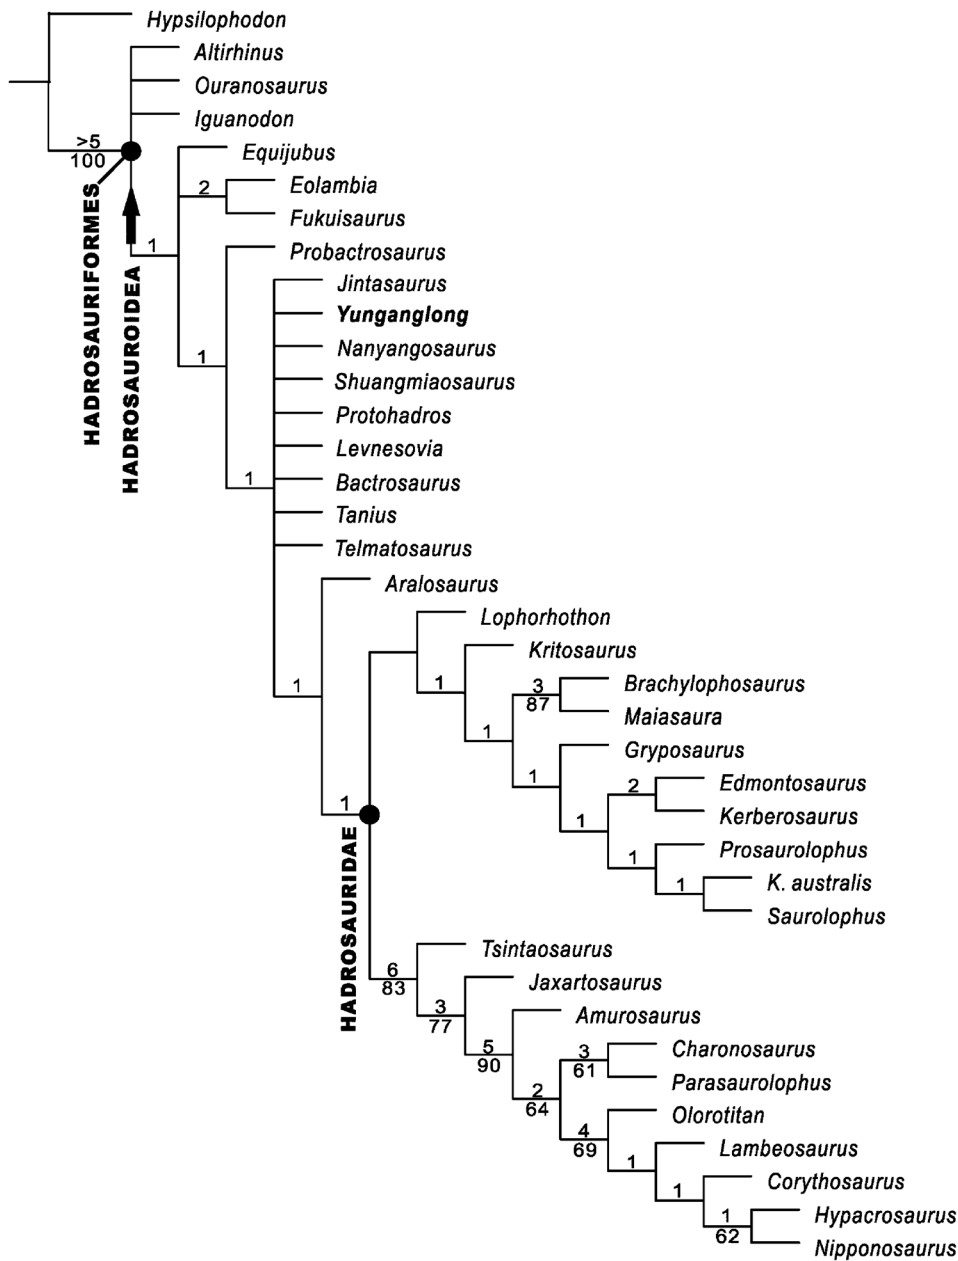 Hypsilophodon
Altirhinus
Ouranosaurus
Iguanodon
>5
100
Equijubus
2
Eolambia
Fukuisaurus
HADROSAURIFORMES
HADROSAUROIDEA
1
Probactrosaurus
Jintasaurus
Yunganglong
Nanyangosaurus
1
Shuangmiaosaurus
Protohadros
Levnesovia
1
Bactrosaurus
Tanius
Telmatosaurus
Aralosaurus
Lophorhothon
Kritosaurus
1
1
3
87
Brachylophosaurus
Maiasaura
1
Gryposaurus
1
2
Edmontosaurus
Kerberosaurus
1
1
HADROSAURIDAE
1
Prosaurolophus
1
K. australis
Saurolophus
Tsintaosaurus
6
83
Jaxartosaurus
3
77
Amurosaurus
5
90
3
61
Charonosaurus
Parasaurolophus
2
64
Olorotitan
4
69
Lambeosaurus
1
Corythosaurus
1
1
62
Hypacrosaurus
Nipponosaurus